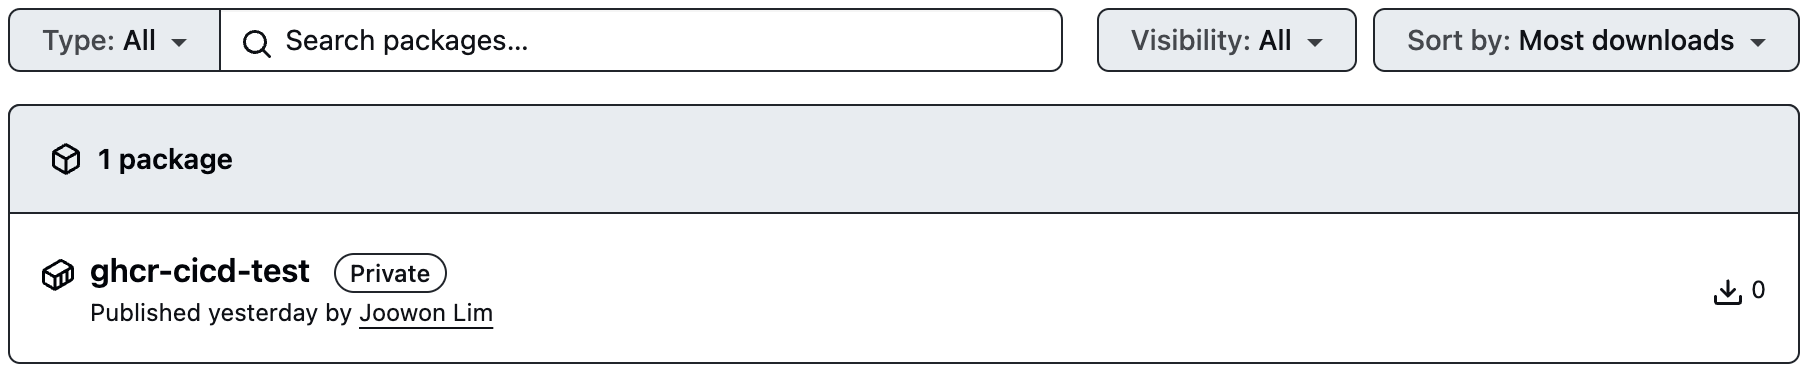 Type: All
Search packages...
Visibility: All
Sort by: Most downloads
1 package
ghcr-cicd-test Private
Published yesterday by Joowon Lim
0